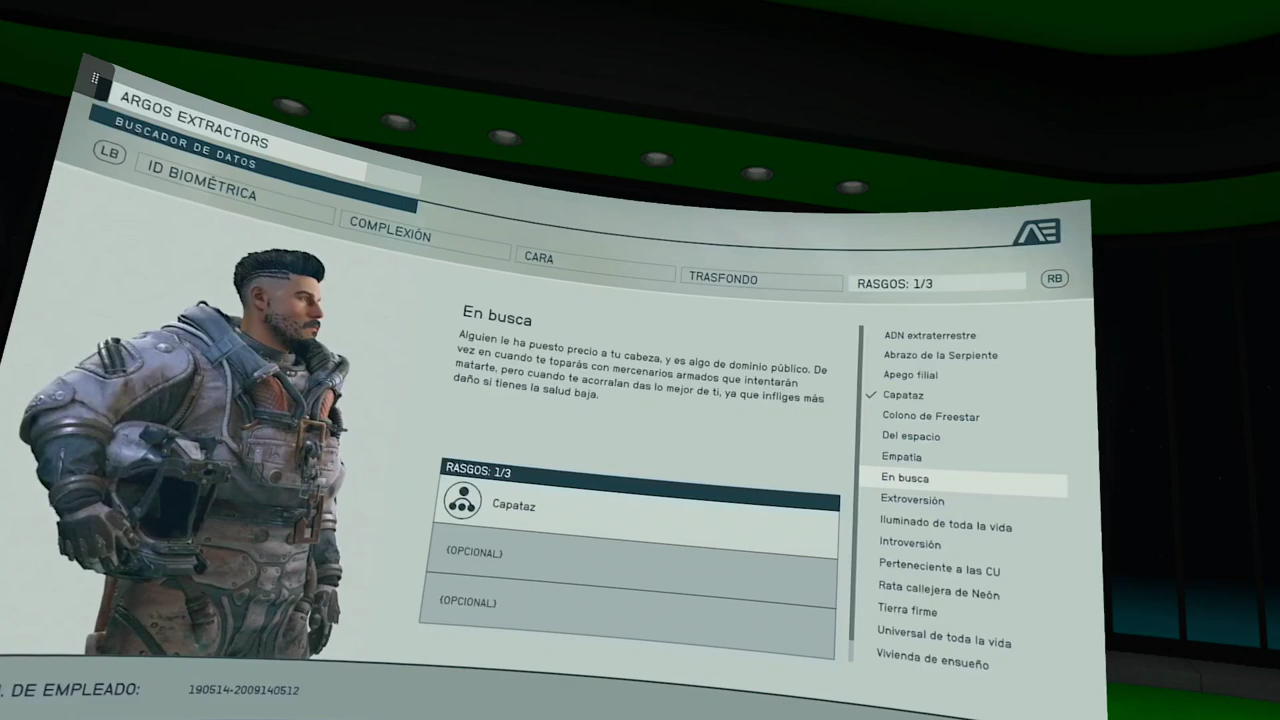 ARGOS EXTRACTORS
BUSCADOR DE DATOS
LB
ID BIOMÉTRICA
COMPLEXIÓN
CARA
TRASFONDO
RASGOS: 1/3
RB
AE
En busca
Alguien le ha puesto precio a tu cabeza, y es algo de dominio público. De
vez en cuando te toparás con mercenarios armados que intentarán
matarte, pero cuando te acorralan das lo mejor de ti, ya que infliges más
daño si tienes la salud baja.
RASGOS: 1/3
Capataz
(OPCIONAL)
(OPCIONAL)
ADN extraterrestre
Abrazo de la Serpiente
Apego filial
Capataz
Colono de Freestar
Del espacio
Empatía
En busca
Extroversión
Iluminado de toda la vida
Introversión
Perteneciente a las CU
Rata callejera de Neón
Tierra firme
Universal de toda la vida
Vivienda de ensueño
. DE EMPLEADO: 190514-2009140512